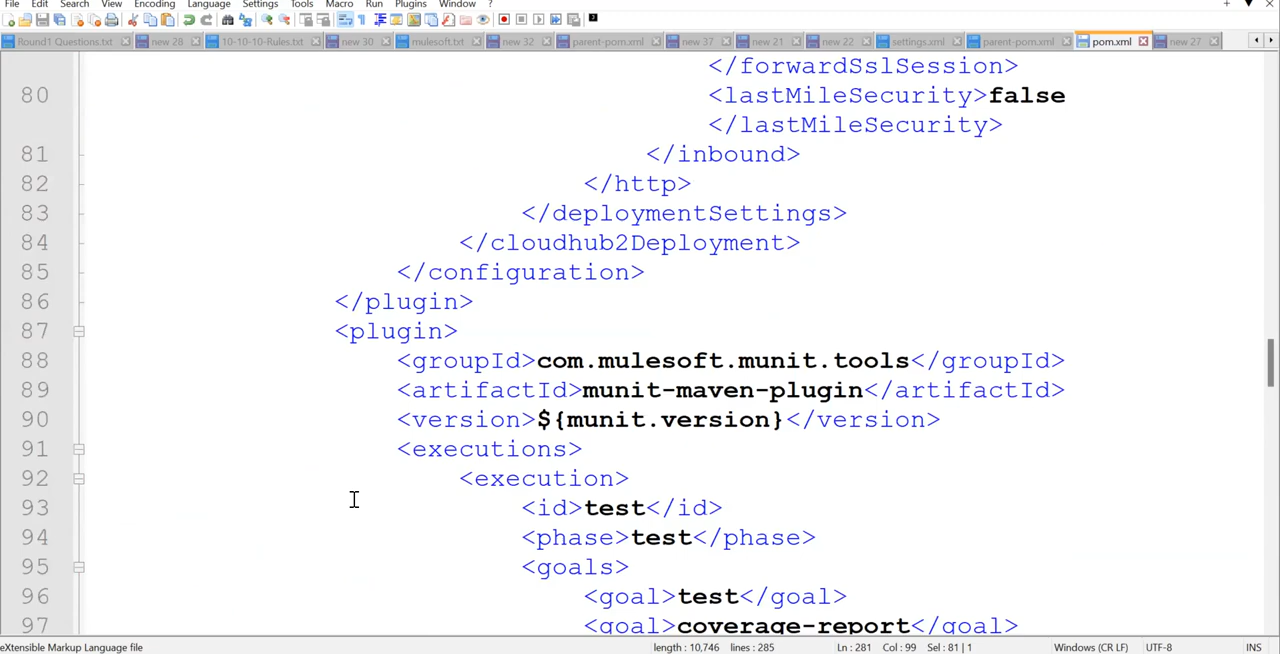 File Edit Search View Encoding Language Settings Tools Macro Run Plugins Window ?
Round1 Questions.txt new 28 10-10-10-Rules.txt new 30 mulesoft.txt new 32 parent-pom.xml new 37 new 21 new 22 settings.xml parent-pom.xml pom.xml new 27
</forwardSslSession>
80 <lastMileSecurity>false
</lastMileSecurity>
81 </inbound>
82 </http>
83 </deploymentSettings>
84 </cloudhub2Deployment>
85 </configuration>
86 </plugin>
87 <plugin>
88 <groupId>com.mulesoft.munit.tools</groupId>
89 <artifactId>munit-maven-plugin</artifactId>
90 <version>${munit.version}</version>
91 <executions>
92 <execution>
93 <id>test</id>
94 <phase>test</phase>
95 <goals>
96 <goal>test</goal>
97 <goal>coverage-report</goal>
eXtensible Markup Language file length : 10,746 lines : 285 Ln : 281 Col : 99 Sel : 81 | 1 Windows (CR LF) UTF-8 INS